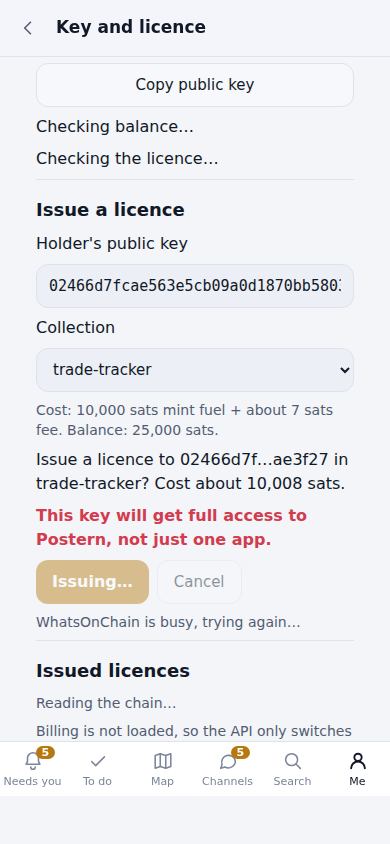 Key and licence
Copy public key
Checking balance...
Checking the licence...
Issue a licence
Holder's public key
02466d7fcae563e5cb09a0d1870bb580
Collection
trade-tracker
Cost: 10,000 sats mint fuel + about 7 sats
fee. Balance: 25,000 sats.
Issue a licence to 02466d7f...ae3f27 in
trade-tracker? Cost about 10,008 sats.
This key will get full access to
Postern, not just one app.
Issuing...
Cancel
WhatsOnChain is busy, trying again...
Issued licences
Reading the chain...
Billing is not loaded, so the API only switches
5
5
Needs you
To do
Map
Channels
Search
Me